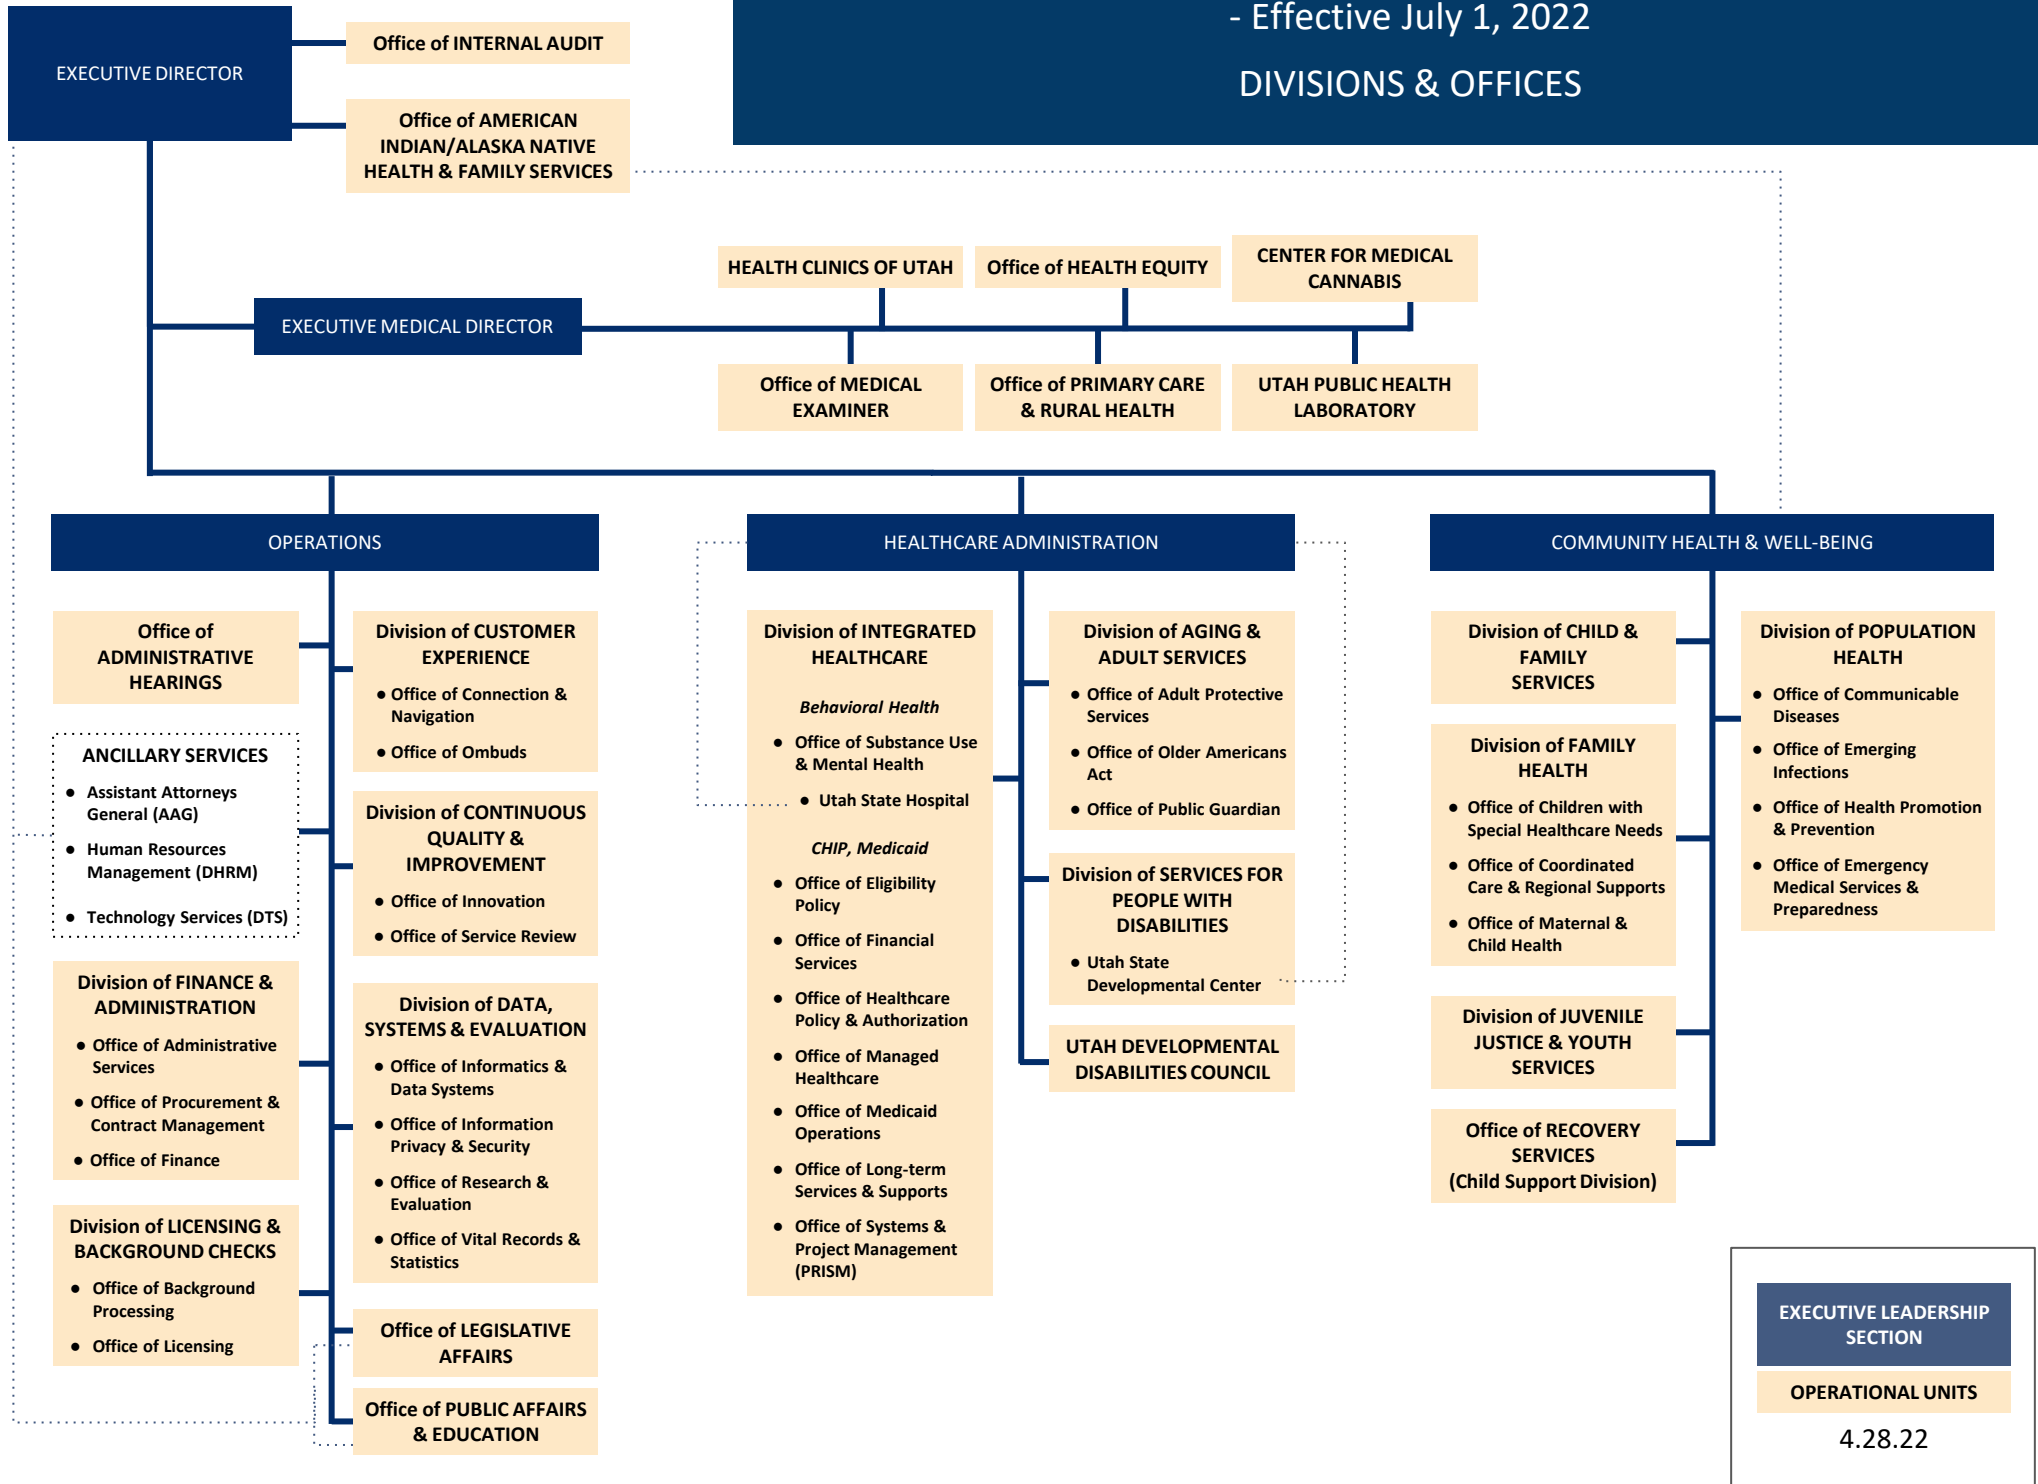 - Effective July 1, 2022
DIVISIONS & OFFICES
EXECUTIVE DIRECTOR
Office of INTERNAL AUDIT
Office of AMERICAN
INDIAN/ALASKA NATIVE
HEALTH & FAMILY SERVICES
EXECUTIVE MEDICAL DIRECTOR
HEALTH CLINICS OF UTAH
Office of HEALTH EQUITY
CENTER FOR MEDICAL
CANNABIS
Office of MEDICAL
EXAMINER
Office of PRIMARY CARE
& RURAL HEALTH
UTAH PUBLIC HEALTH
LABORATORY
OPERATIONS
Office of
ADMINISTRATIVE
HEARINGS
ANCILLARY SERVICES
● Assistant Attorneys
General (AAG)
● Human Resources
Management (DHRM)
● Technology Services (DTS)
Division of FINANCE &
ADMINISTRATION
● Office of Administrative
Services
● Office of Procurement &
Contract Management
● Office of Finance
Division of LICENSING &
BACKGROUND CHECKS
● Office of Background
Processing
● Office of Licensing
Division of CUSTOMER
EXPERIENCE
● Office of Connection &
Navigation
● Office of Ombuds
Division of CONTINUOUS
QUALITY &
IMPROVEMENT
● Office of Innovation
● Office of Service Review
Division of DATA,
SYSTEMS & EVALUATION
● Office of Informatics &
Data Systems
● Office of Information
Privacy & Security
● Office of Research &
Evaluation
● Office of Vital Records &
Statistics
Office of LEGISLATIVE
AFFAIRS
Office of PUBLIC AFFAIRS
& EDUCATION
HEALTHCARE ADMINISTRATION
Division of INTEGRATED
HEALTHCARE
Behavioral Health
● Office of Substance Use
& Mental Health
● Utah State Hospital
CHIP, Medicaid
● Office of Eligibility
Policy
● Office of Financial
Services
● Office of Healthcare
Policy & Authorization
● Office of Managed
Healthcare
● Office of Medicaid
Operations
● Office of Long-term
Services & Supports
● Office of Systems &
Project Management
(PRISM)
Division of AGING &
ADULT SERVICES
● Office of Adult Protective
Services
● Office of Older Americans
Act
● Office of Public Guardian
Division of SERVICES FOR
PEOPLE WITH
DISABILITIES
● Utah State
Developmental Center
UTAH DEVELOPMENTAL
DISABILITIES COUNCIL
COMMUNITY HEALTH & WELL-BEING
Division of CHILD &
FAMILY
SERVICES
Division of FAMILY
HEALTH
● Office of Children with
Special Healthcare Needs
● Office of Coordinated
Care & Regional Supports
● Office of Maternal &
Child Health
Division of JUVENILE
JUSTICE & YOUTH
SERVICES
Office of RECOVERY
SERVICES
(Child Support Division)
Division of POPULATION
HEALTH
● Office of Communicable
Diseases
● Office of Emerging
Infections
● Office of Health Promotion
& Prevention
● Office of Emergency
Medical Services &
Preparedness
EXECUTIVE LEADERSHIP
SECTION
OPERATIONAL UNITS
4.28.22